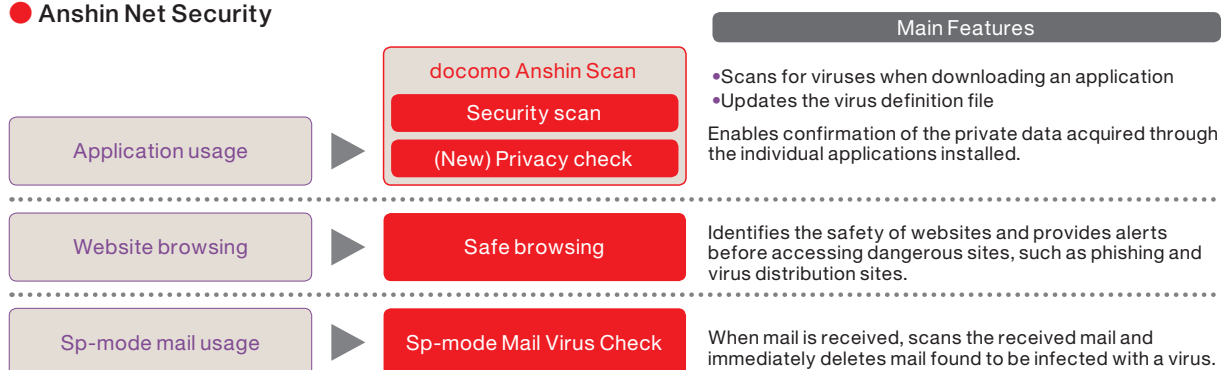 ● Anshin Net Security
Main Features
docomo Anshin Scan
Security scan
(New) Privacy check
Application usage
•Scans for viruses when downloading an application
•Updates the virus definition file
Enables confirmation of the private data acquired through
the individual applications installed.
Website browsing
Safe browsing
Identifies the safety of websites and provides alerts
before accessing dangerous sites, such as phishing and
virus distribution sites.
Sp-mode mail usage
Sp-mode Mail Virus Check
When mail is received, scans the received mail and
immediately deletes mail found to be infected with a virus.